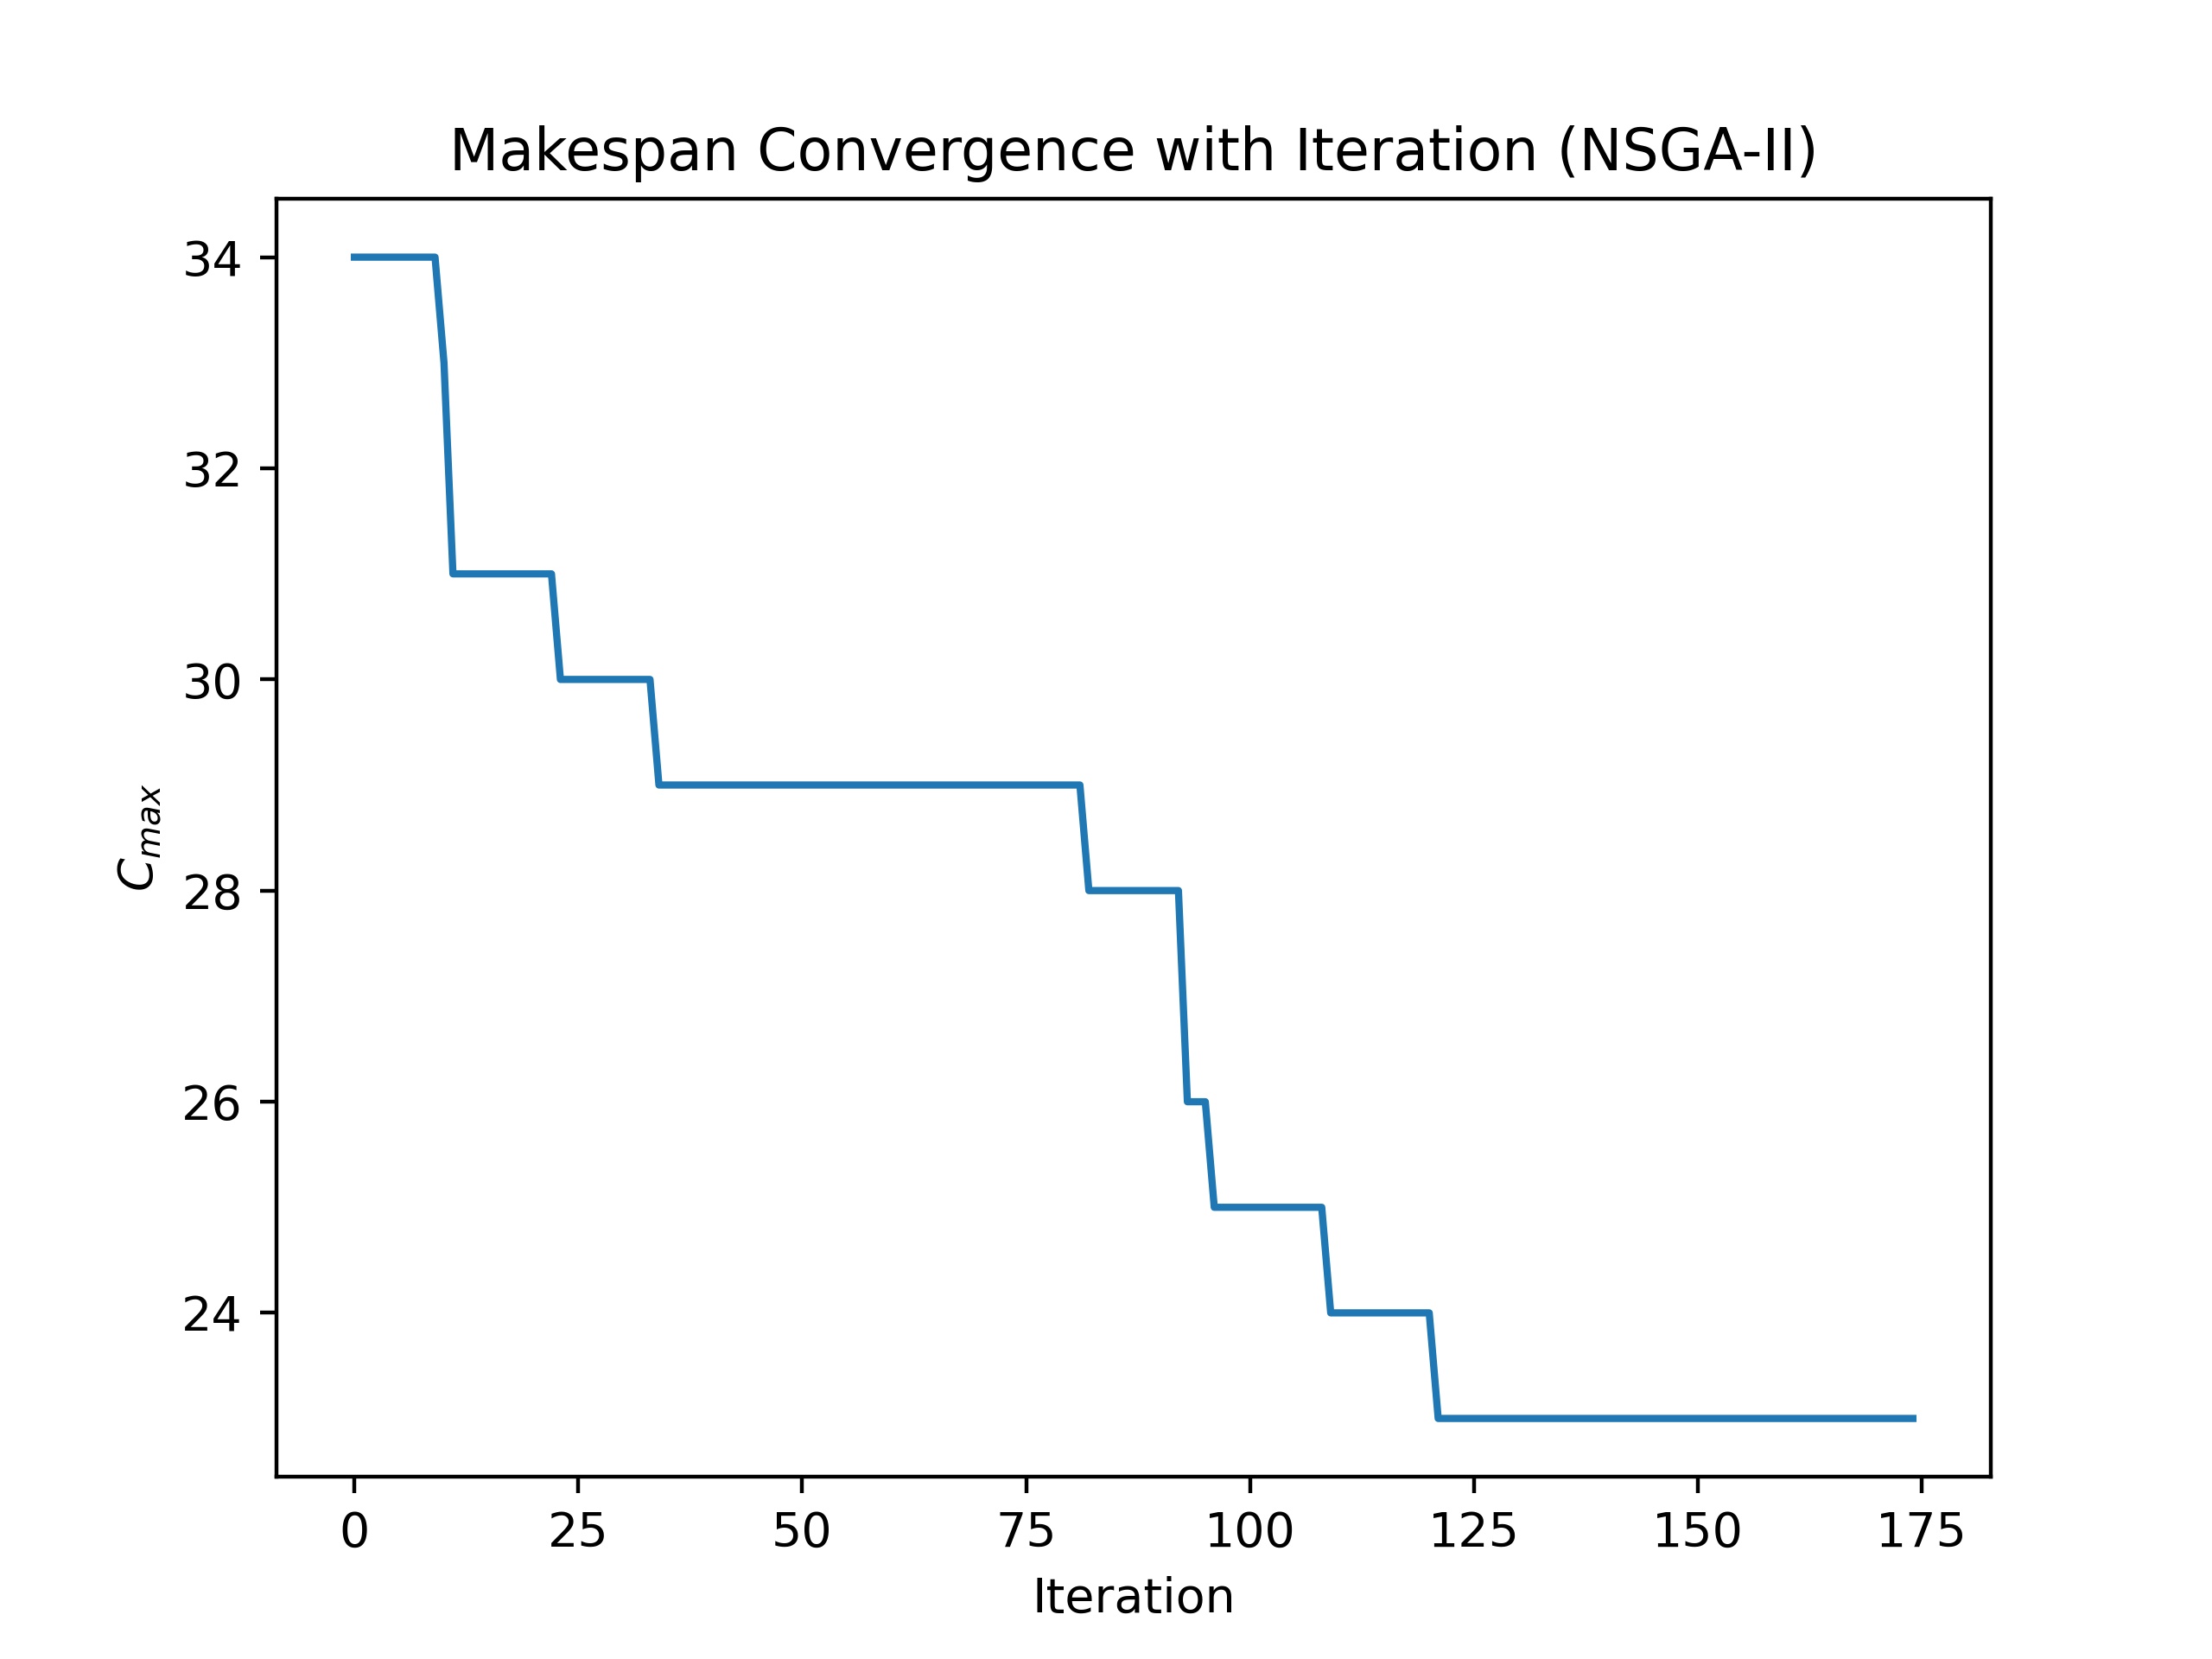 Makespan Convergence with Iteration (NSGA-II)
34
32
30
28
26
24
C_max
0 25 50 75 100 125 150 175
Iteration